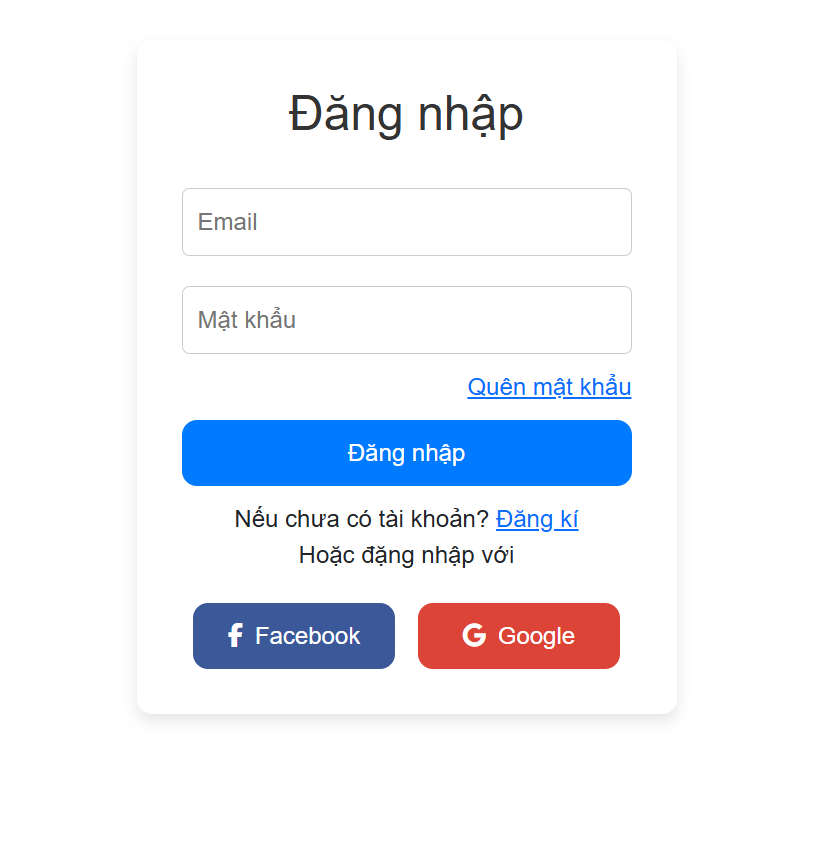 Đăng nhập
Email
Mật khẩu
Quên mật khẩu
Đăng nhập
Nếu chưa có tài khoản? Đăng kí
Hoặc đặng nhập với
Facebook
Google